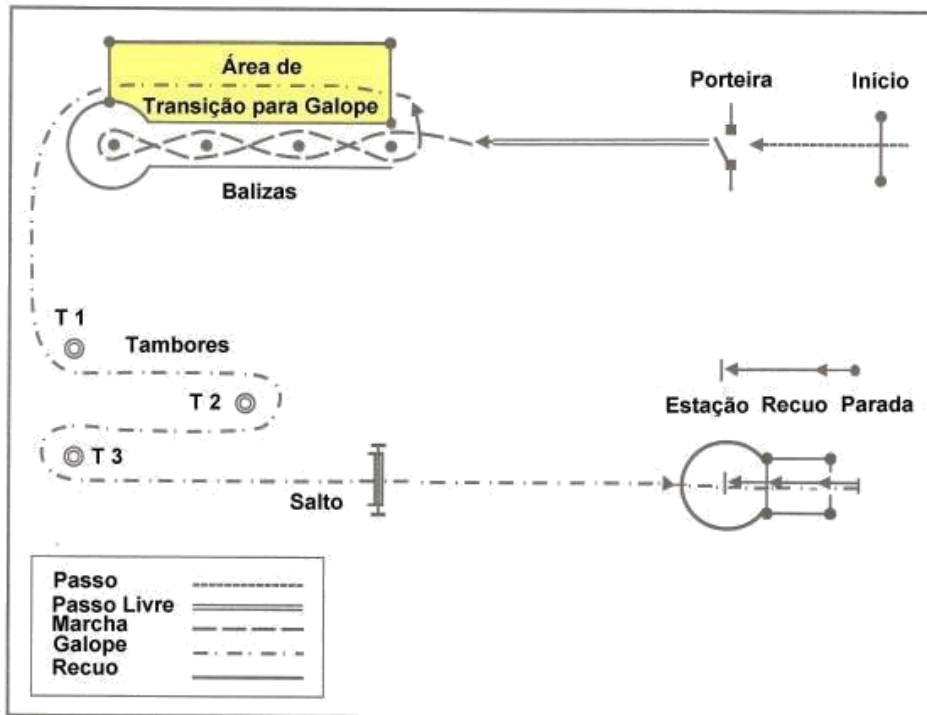 Área de
Transição para Galope
Porteira
Início
Balizas
T 1
Tambores
T 2
Estação Recuo Parada
T 3
Salto
Passo
Passo Livre
Marcha
Galope
Recuo